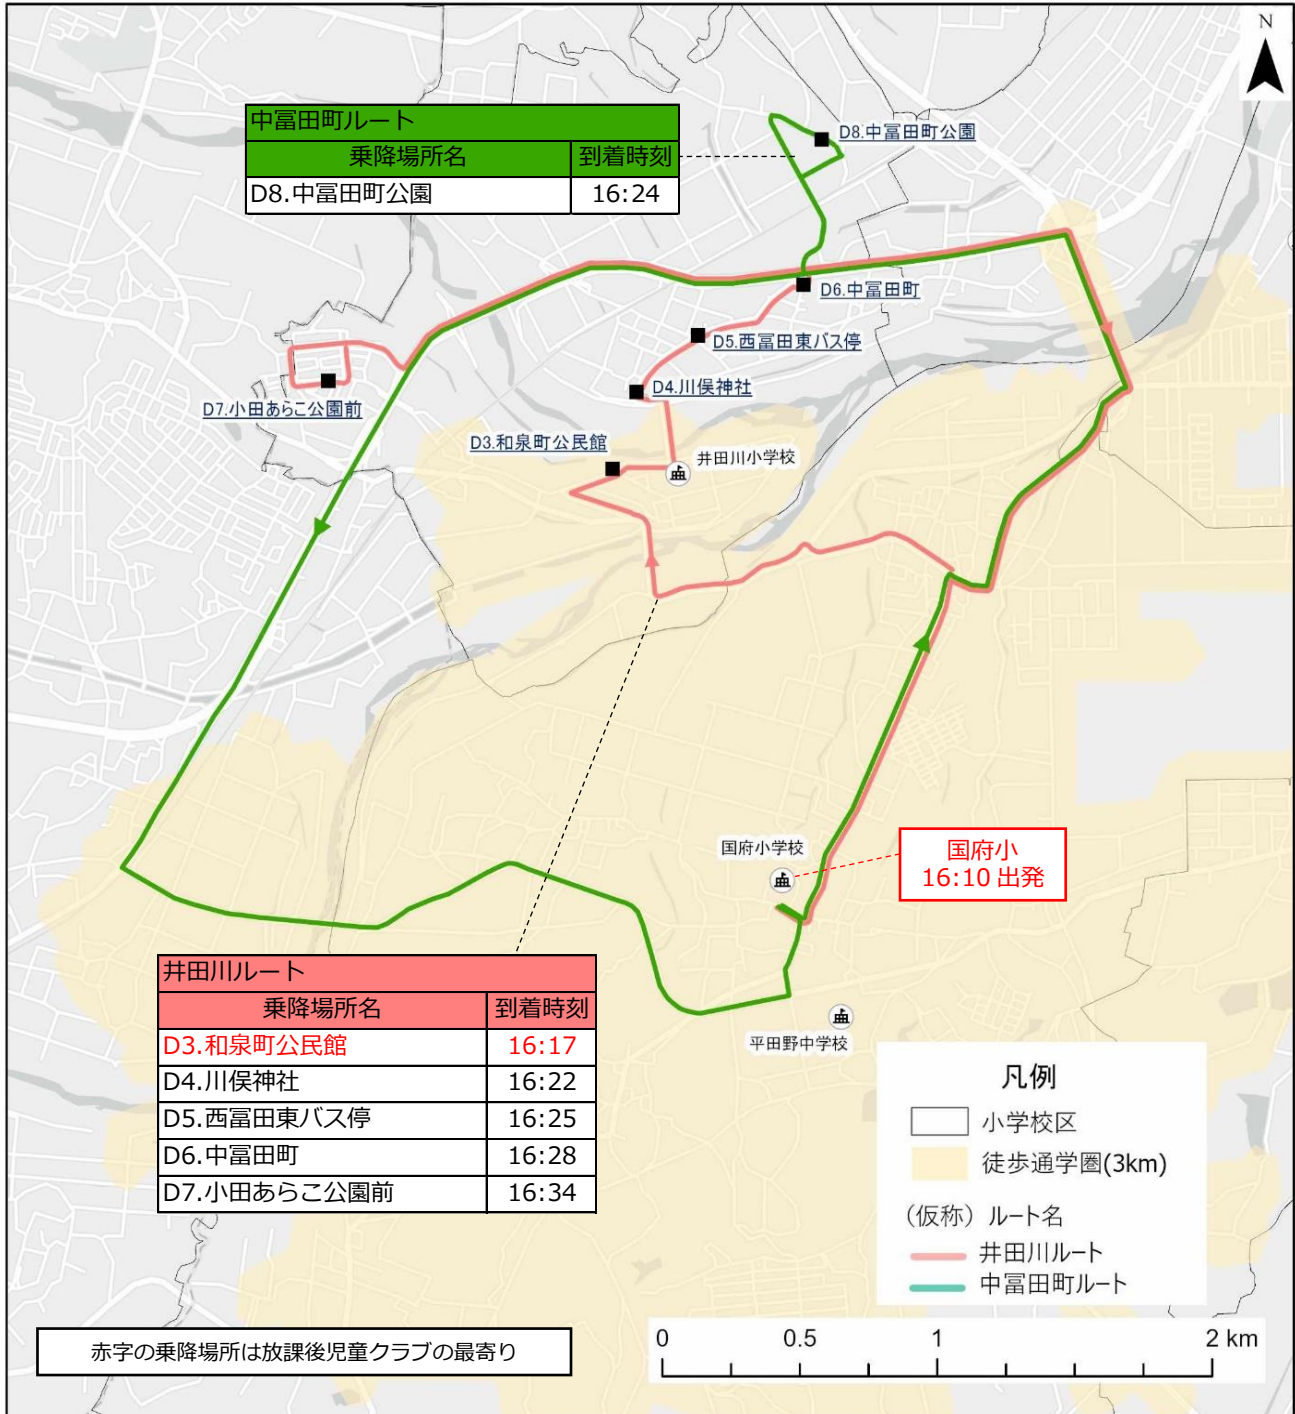 N
中冨田町ルート
乗降場所名 到着時刻
D8.中冨田町公園 16:24
D8.中冨田町公園
D6.中冨田町
D5.西冨田東バス停
D4.川俣神社
D7.小田あらこ公園前
D3.和泉町公民館
井田川小学校
国府小学校
国府小
16:10 出発
井田川ルート
乗降場所名 到着時刻
D3.和泉町公民館 16:17
D4.川俣神社 16:22
D5.西冨田東バス停 16:25
D6.中冨田町 16:28
D7.小田あらこ公園前 16:34
平田野中学校
凡例
小学校区
徒歩通学圏(3km)
（仮称）ルート名
井田川ルート
中冨田町ルート
赤字の乗降場所は放課後児童クラブの最寄り
0 0.5 1 2 km